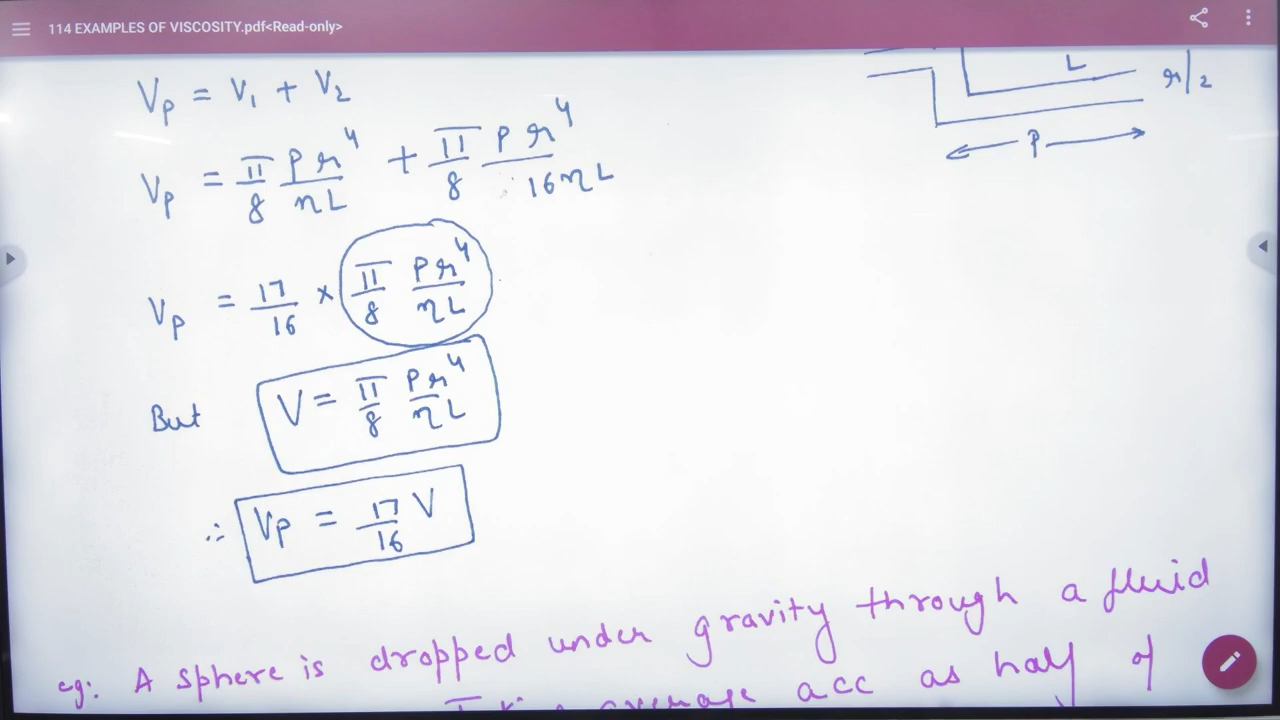 114 EXAMPLES OF VISCOSITY.pdf<Read-only>
L
r/2
P
Vp = V₁ + V₂
Vp = π/8 Pr⁴/ηL + π/8 Pr⁴/16ηL
Vp = 17/16 × π/8 Pr⁴/ηL
But V = π/8 Pr⁴/ηL
∴ Vp = 17/16 V
eg: A sphere is dropped under gravity through a fluid
average acc as half of